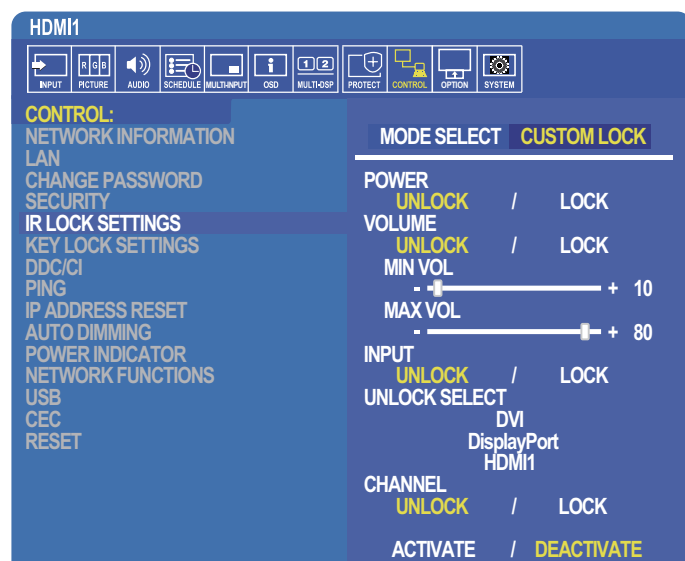 HDMI1
INPUT
R G B
PICTURE
AUDIO
SCHEDULE
MULTI-INPUT
OSD
1 2
MULTI-DSP
PROTECT
CONTROL
OPTION
SYSTEM
CONTROL:
NETWORK INFORMATION
LAN
CHANGE PASSWORD
SECURITY
IR LOCK SETTINGS
KEY LOCK SETTINGS
DDC/CI
PING
IP ADDRESS RESET
AUTO DIMMING
POWER INDICATOR
NETWORK FUNCTIONS
USB
CEC
RESET
MODE SELECT CUSTOM LOCK
POWER
UNLOCK / LOCK
VOLUME
UNLOCK / LOCK
MIN VOL
- + 10
MAX VOL
- + 80
INPUT
UNLOCK / LOCK
UNLOCK SELECT
DVI
DisplayPort
HDMI1
CHANNEL
UNLOCK / LOCK
ACTIVATE / DEACTIVATE